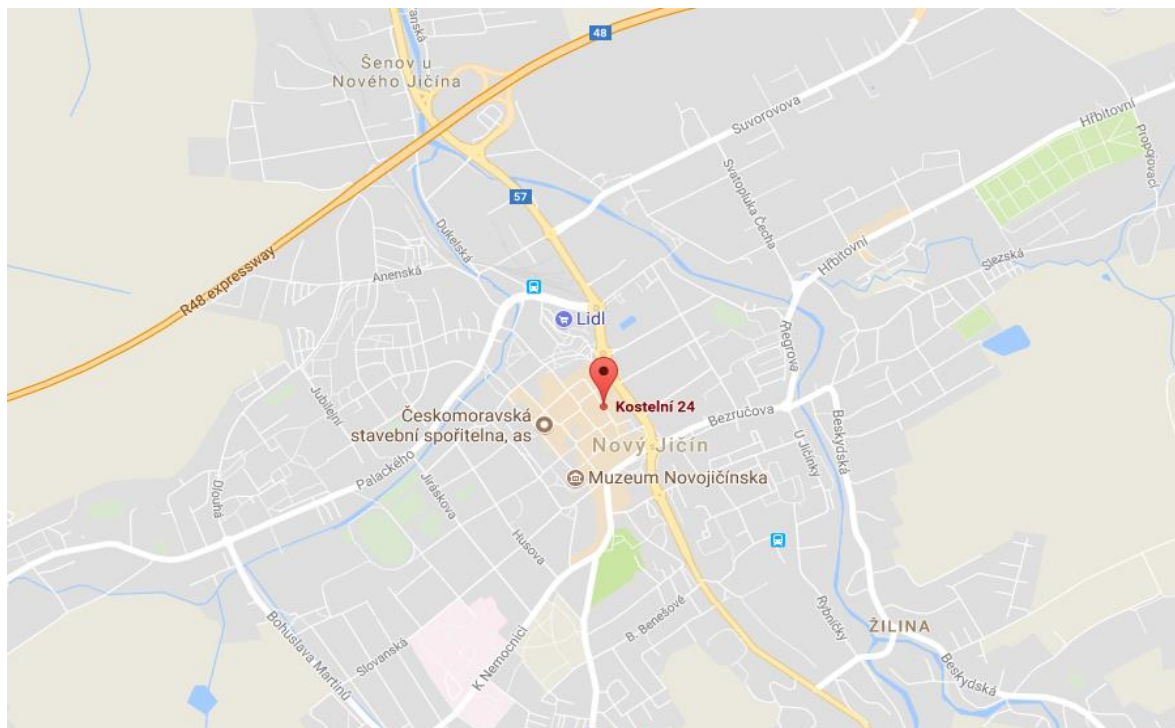 48
Šenov u
Nového Jičína
Suvorovova
Hřbitovní
Propojovací
57
Svatopluka Čecha
Dukelská
Hřbitovní
Slezská
R48 expressway
Anenská
Lidl
Riegrova
Jubilejní
Kostelní 24
Českomoravská
stavební spořitelna, as
Bezručova
Beskydská
Nový Jičín
U Jičínky
Muzeum Novojičínska
Palackého
Dlouhá
Jiráskova
Husova
Rybníčky
B. Benešové
ŽILINA
Bohuslava Martinů
Slovanská
K Nemocnici
Beskydská